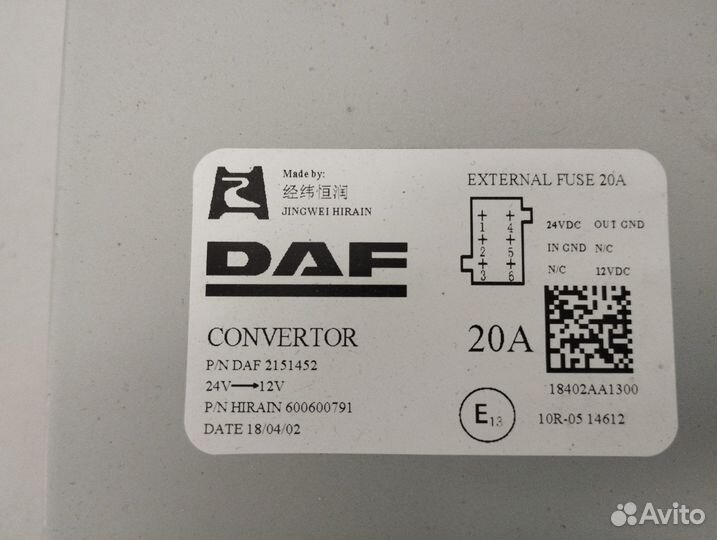 Made by:
经纬恒润
JINGWEI HIRAIN
DAF
CONVERTOR
P/N DAF 2151452
24V→12V
P/N HIRAIN 600600791
DATE 18/04/02
EXTERNAL FUSE 20A
1 4
2 5
3 6
24VDC OUT GND
IN GND N/C
N/C 12VDC
20A
18402AA1300
E13
10R-05 14612
Avito